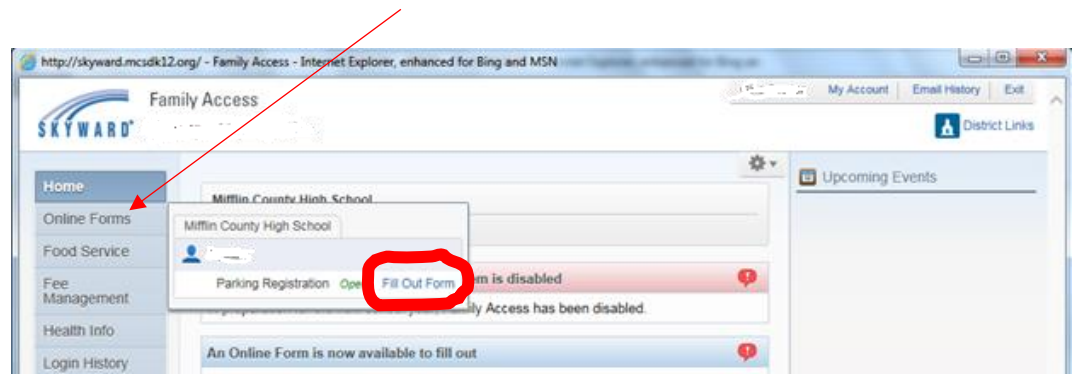 http://skyward.mcsdk12.org/ - Family Access - Internet Explorer, enhanced for Bing and MSN
Family Access
My Account
Email History
Exit
SKYWARD
District Links
Home
Online Forms
Food Service
Fee
Management
Health Info
Login History
Mifflin County High School
Mifflin County High School
Parking Registration
Fill Out Form
m is disabled
ily Access has been disabled.
An Online Form is now available to fill out
Upcoming Events